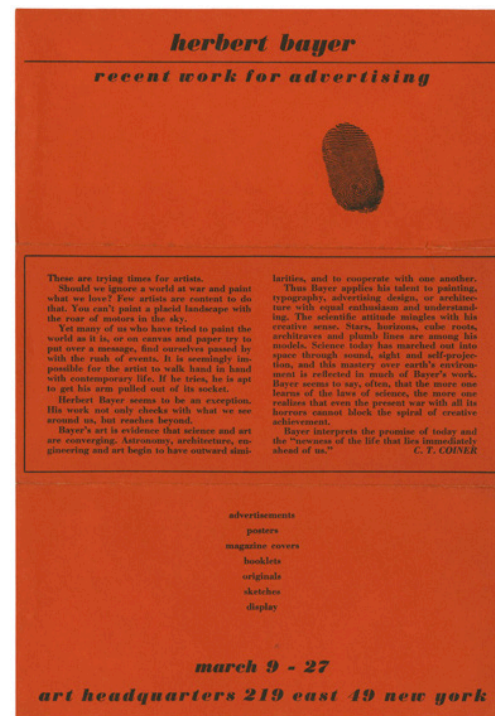 herbert bayer
recent work for advertising
These are trying times for artists.
Should we ignore a world at war and paint
what we love? Few artists are content to do
that. You can't paint a placid landscape with
the roar of motors in the sky.
Yet many of us who have tried to paint the
world as it is, or on canvas and paper try to
put over a message, find ourselves passed by
with the rush of events. It is seemingly im-
possible for the artist to walk hand in hand
with contemporary life. If he tries, he is apt
to get his arm pulled out of its socket.
Herbert Bayer seems to be an exception.
His work not only checks with what we see
around us, but reaches beyond.
Bayer's art is evidence that science and art
are converging. Astronomy, architecture, en-
gineering and art begin to have outward simi-
larities, and to cooperate with one another.
Thus Bayer applies his talent to painting,
typography, advertising design, or architec-
ture with equal enthusiasm and understand-
ing. The scientific attitude mingles with his
creative sense. Stars, horizons, cube roots,
architraves and plumb lines are among his
models. Science today has marched out into
space through sound, sight and self-projec-
tion, and this mastery over earth's environ-
ment is reflected in much of Bayer's work.
Bayer seems to say, often, that the more one
learns of the laws of science, the more one
realizes that even the present war with all its
horrors cannot block the spiral of creative
achievement.
Bayer interprets the promise of today and
the "newness of the life that lies immediately
ahead of us." C. T. COINER
advertisements
posters
magazine covers
booklets
originals
sketches
display
march 9 - 27
art headquarters 219 east 49 new york